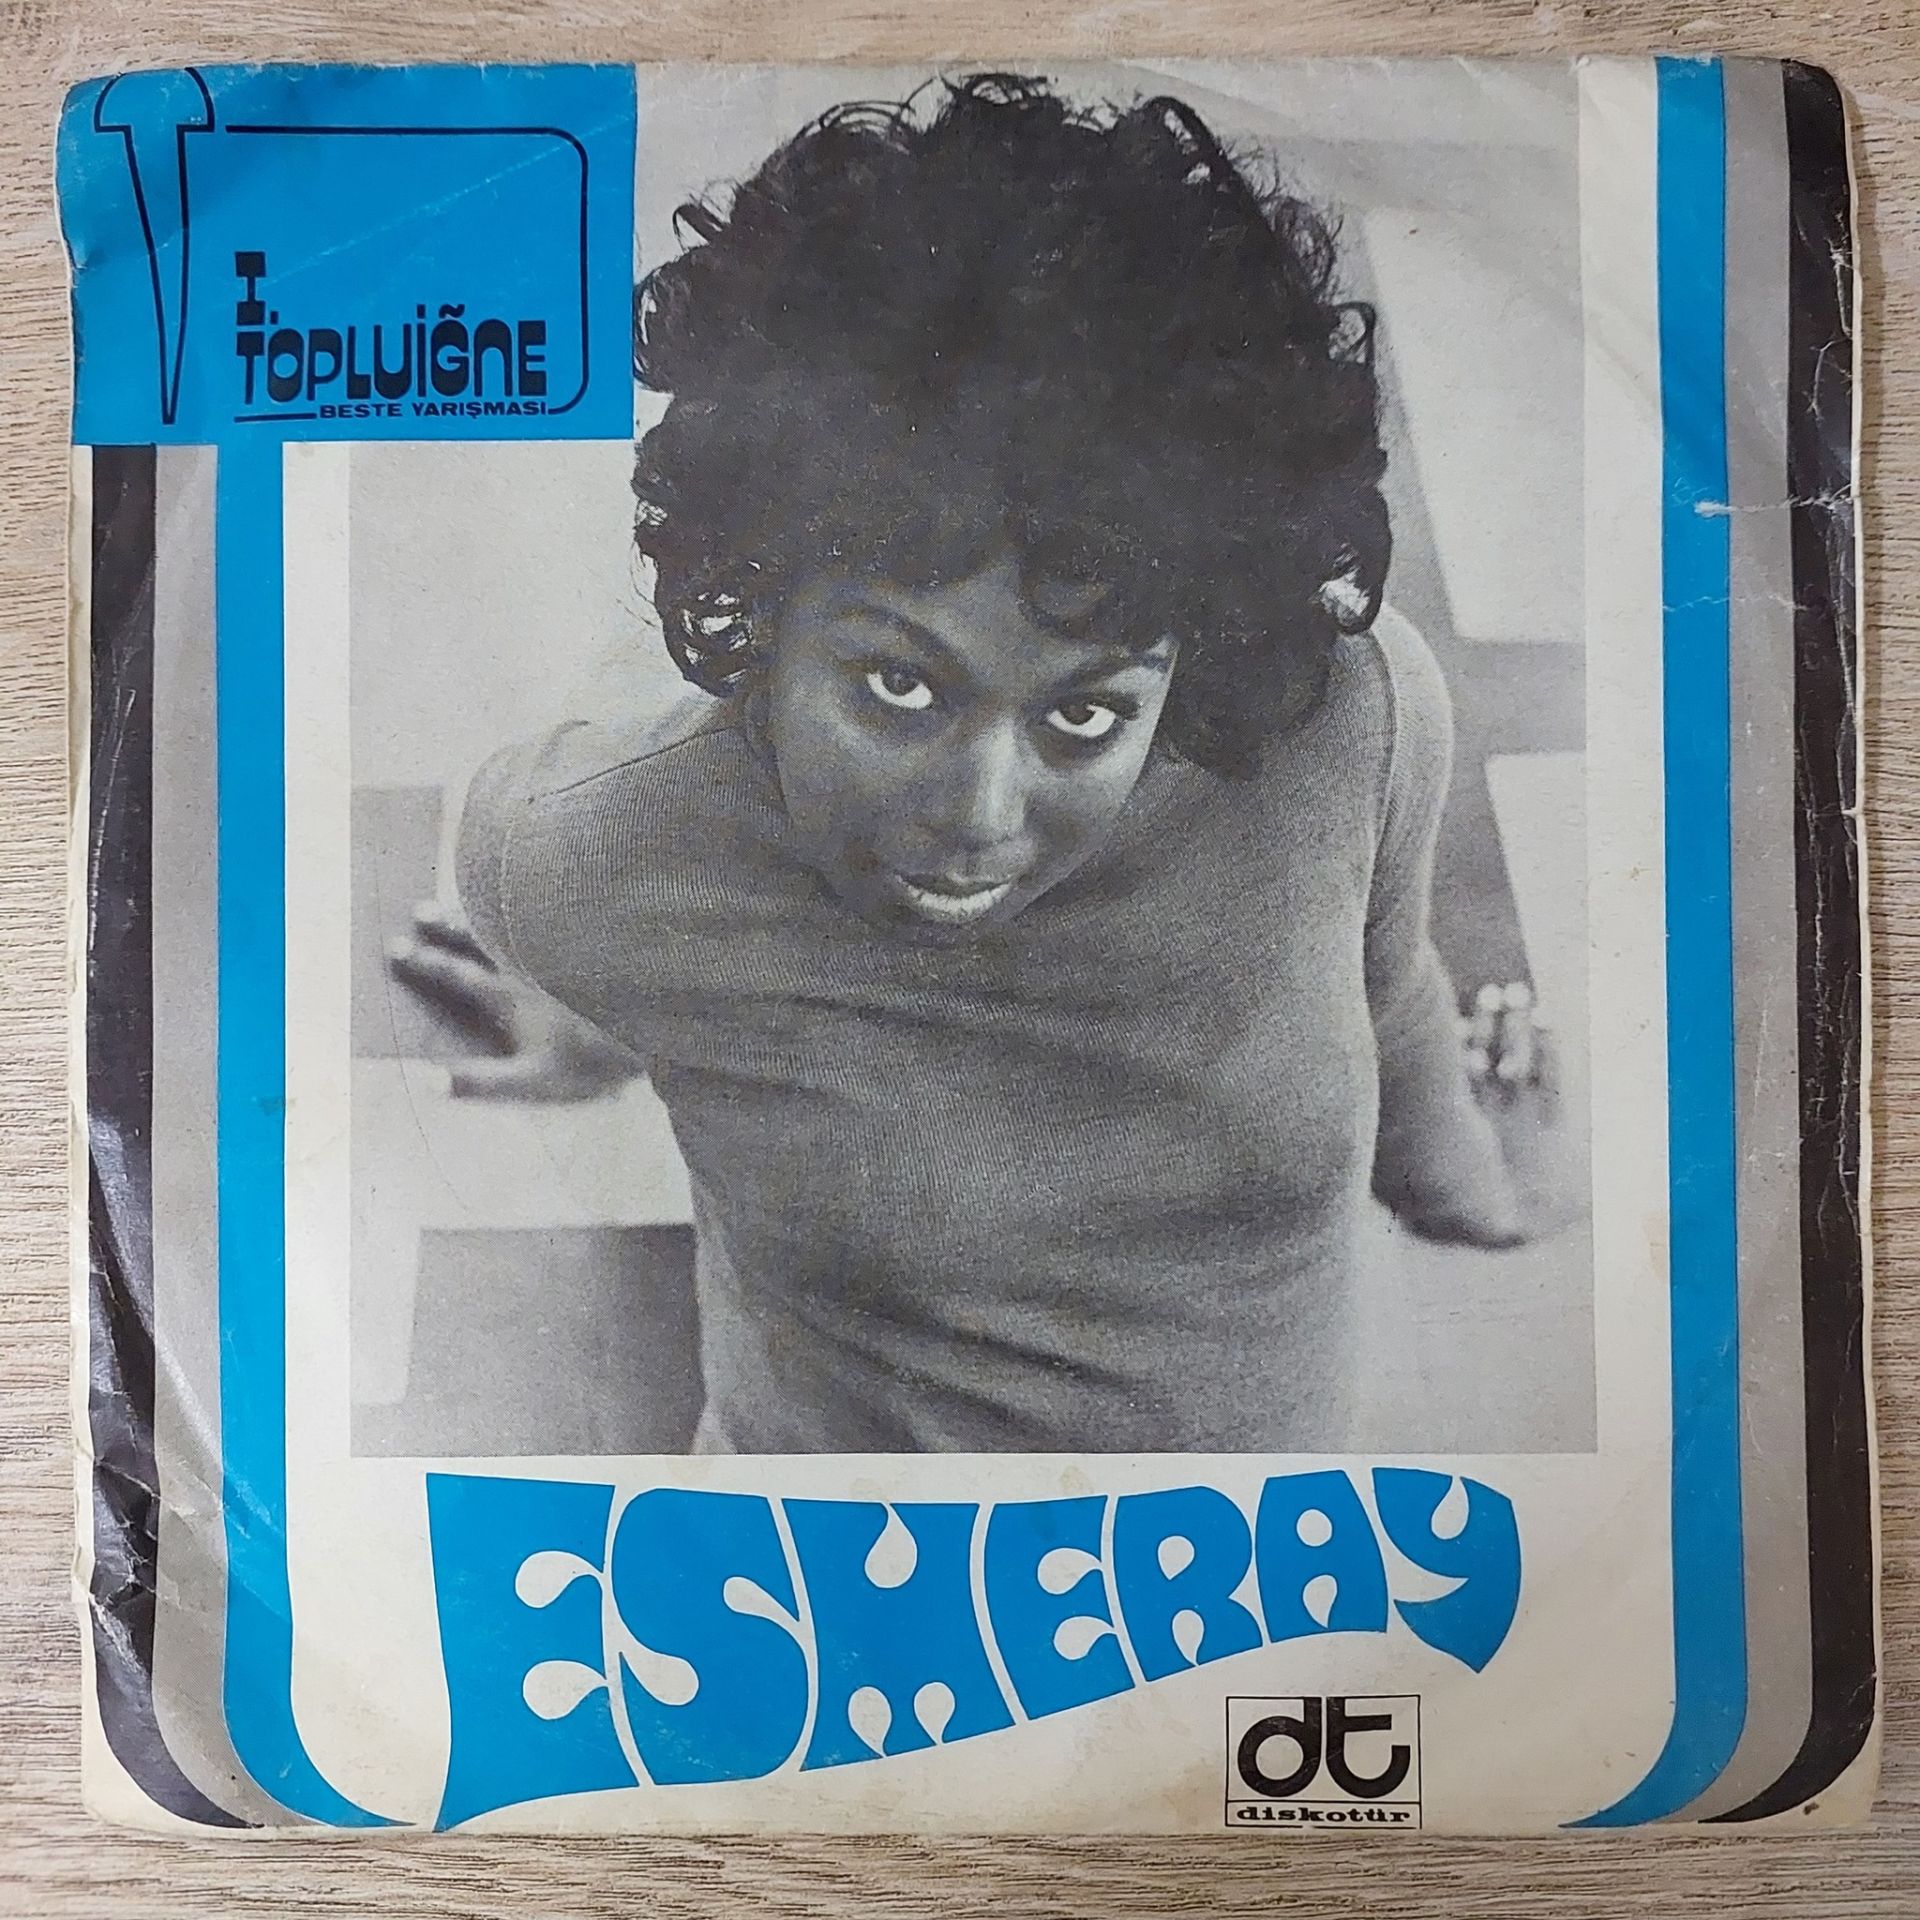 I.
TOPLUİĞNE
BESTE YARIŞMASI
ESMERAY
dt
diskotür